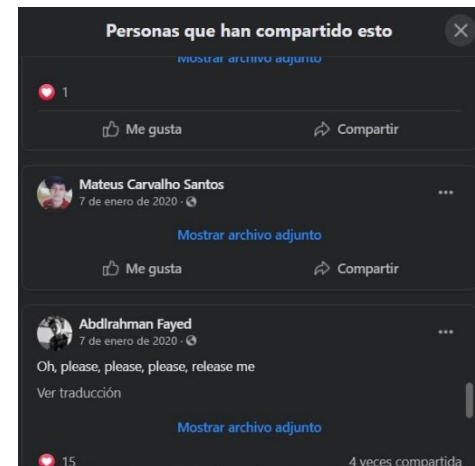 Personas que han compartido esto
Mostrar archivo adjunto
1
Me gusta Compartir
Mateus Carvalho Santos
7 de enero de 2020 ·
Mostrar archivo adjunto
Me gusta Compartir
Abdlrahman Fayed
7 de enero de 2020 ·
Oh, please, please, please, release me
Ver traducción
Mostrar archivo adjunto
15 4 veces compartida